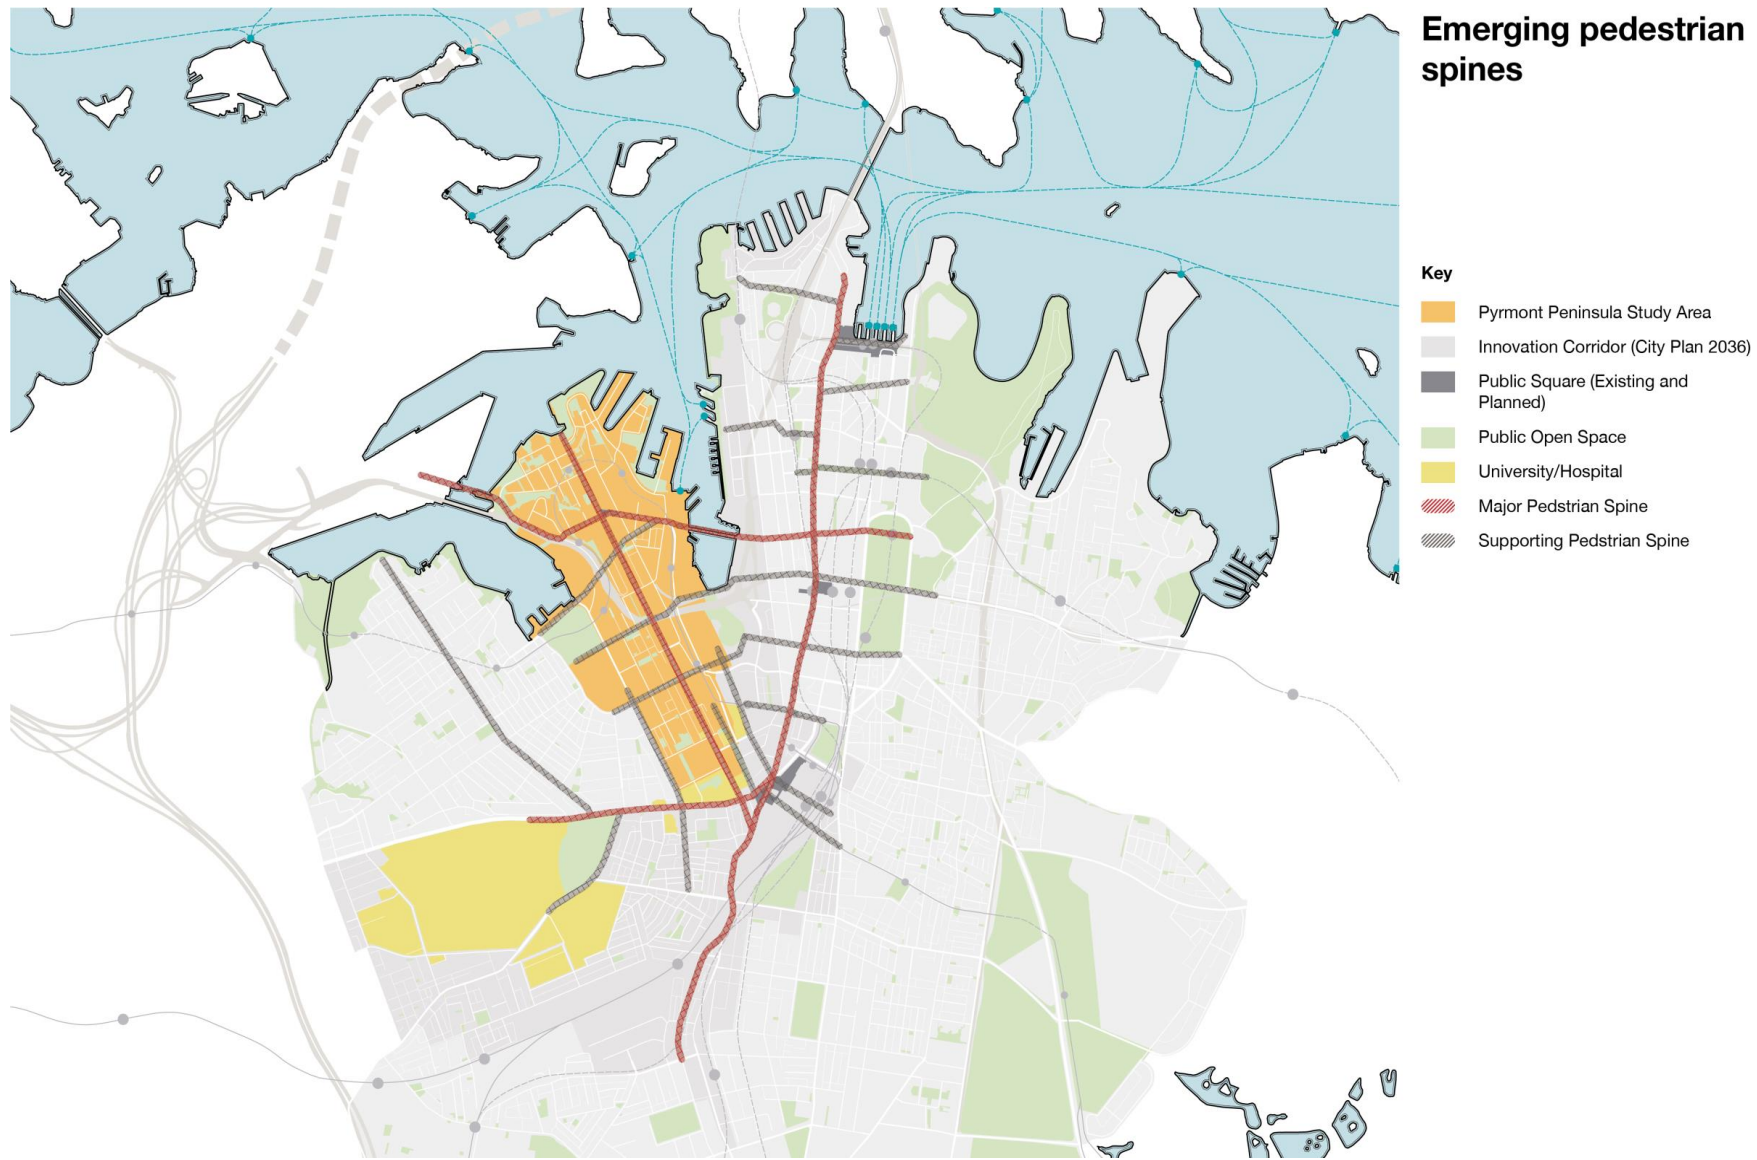 Emerging pedestrian
spines
Key
Pyrmont Peninsula Study Area
Innovation Corridor (City Plan 2036)
Public Square (Existing and
Planned)
Public Open Space
University/Hospital
Major Pedstrian Spine
Supporting Pedstrian Spine